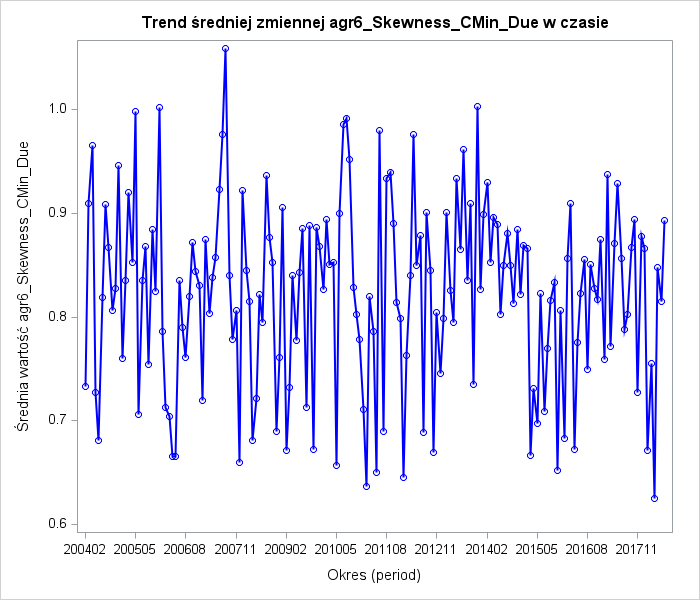 Trend średniej zmiennej agr6_Skewness_CMin_Due w czasie
Średnia wartość agr6_Skewness_CMin_Due
1.0
0.9
0.8
0.7
0.6
200402 200505 200608 200711 200902 201005 201108 201211 201402 201505 201608 201711
Okres (period)